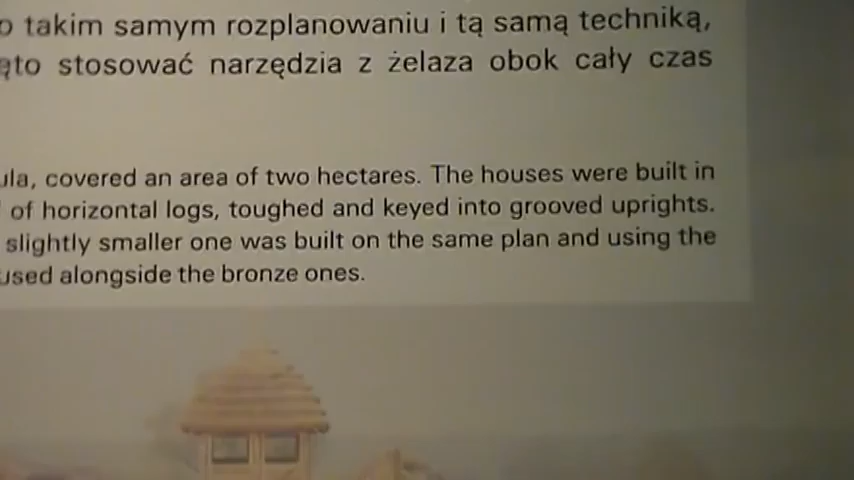 o takim samym rozplanowaniu i tą samą techniką,
ęto stosować narzędzia z żelaza obok cały czas
ula, covered an area of two hectares. The houses were built in
of horizontal logs, toughed and keyed into grooved uprights.
slightly smaller one was built on the same plan and using the
used alongside the bronze ones.